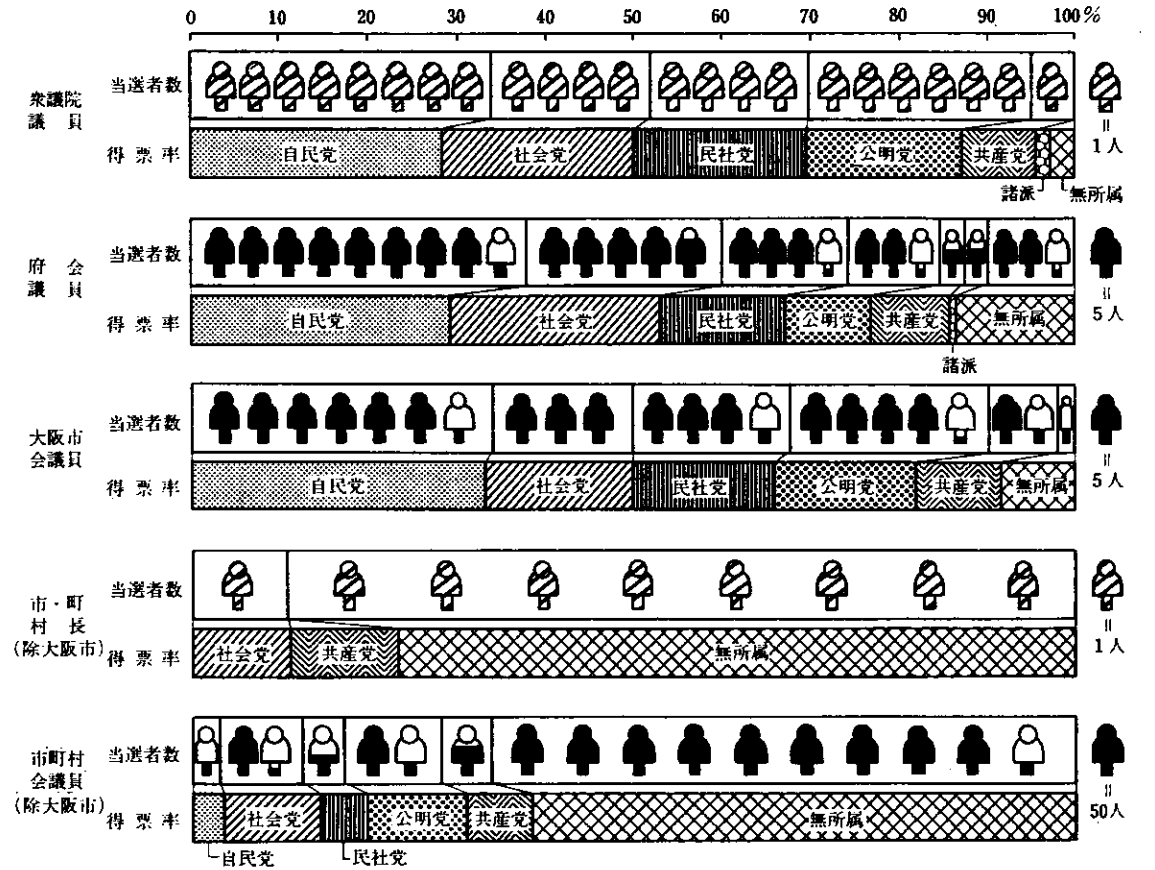 0 10 20 30 40 50 60 70 80 90 100%
衆議院
議員
当選者数
得票率
自民党 社会党 民社党 公明党 共産党
諸派 無所属
=
1人
府会
議員
当選者数
得票率
自民党 社会党 民社党 公明党 共産党 無所属
諸派
=
5人
大阪市
会議員
当選者数
得票率
自民党 社会党 民社党 公明党 共産党 無所属
=
5人
市・町
村長
(除大阪市)
当選者数
得票率
社会党 共産党 無所属
=
1人
市町村
会議員
(除大阪市)
当選者数
得票率
社会党 公明党 共産党 無所属
自民党 民社党
=
50人